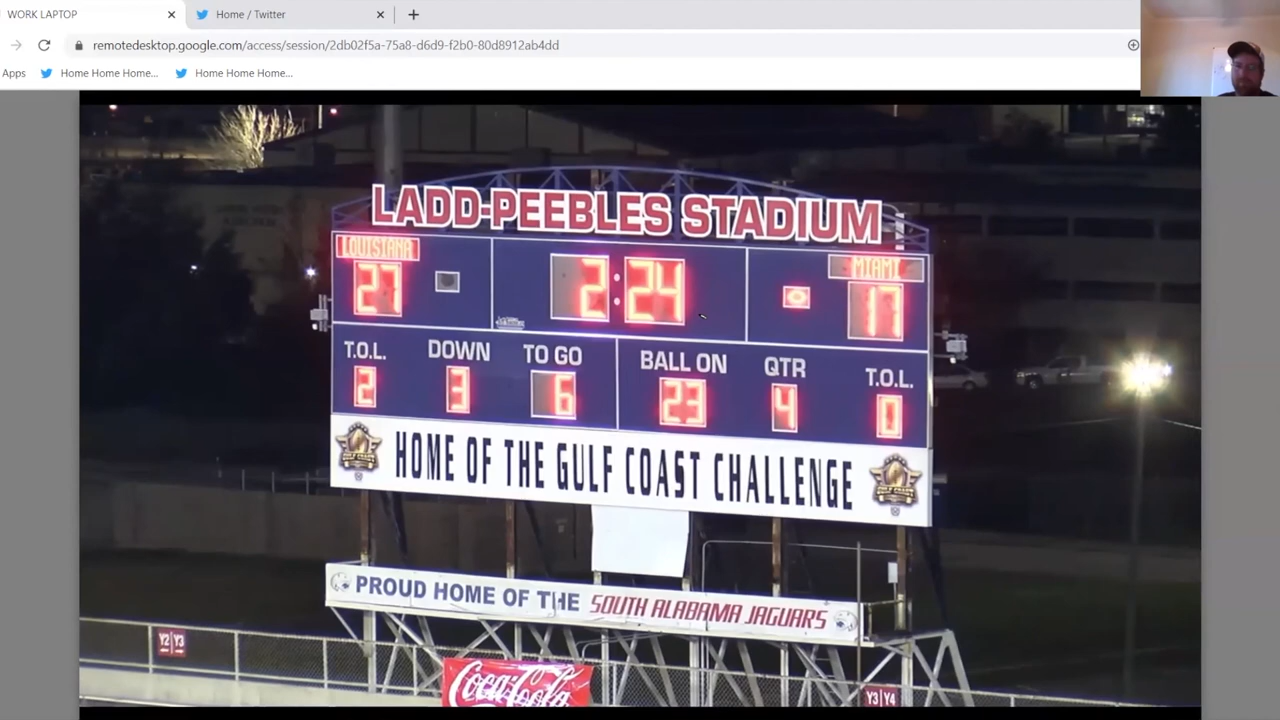 WORK LAPTOP
Home / Twitter
remotedesktop.google.com/access/session/2db02f5a-75a8-d6d9-f2b0-80d8912ab4dd
Apps
Home Home Home...
Home Home Home...
LADD-PEEBLES STADIUM
LOUISIANA
MIAMI
27
2:24
17
T.O.L.
DOWN
TO GO
BALL ON
QTR
T.O.L.
2
3
6
23
4
0
HOME OF THE GULF COAST CHALLENGE
PROUD HOME OF THE SOUTH ALABAMA JAGUARS
Y2|Y3
Coca-Cola
Y3|Y4